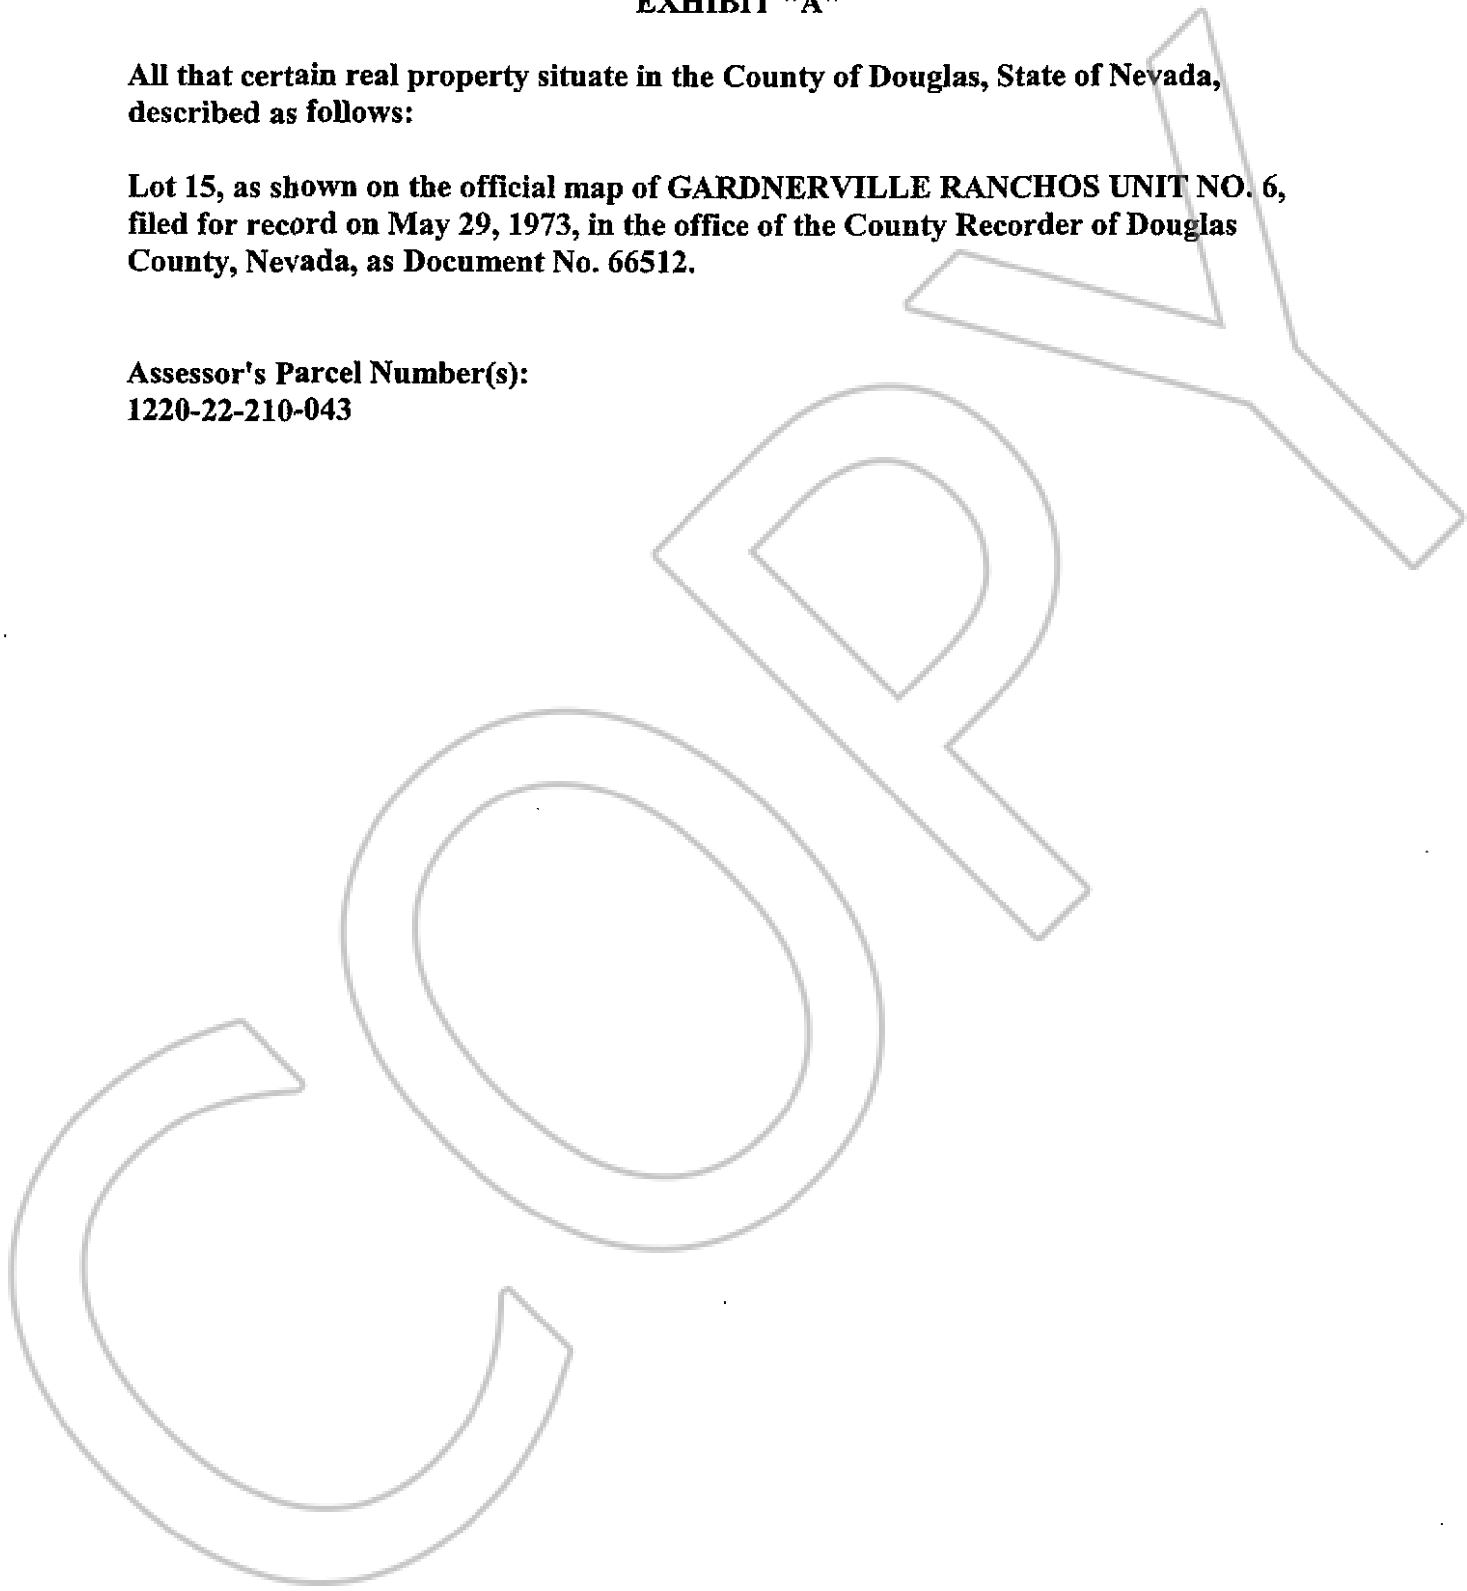 EXHIBIT "A"
All that certain real property situate in the County of Douglas, State of Nevada,
described as follows:
Lot 15, as shown on the official map of GARDNERVILLE RANCHOS UNIT NO. 6,
filed for record on May 29, 1973, in the office of the County Recorder of Douglas
County, Nevada, as Document No. 66512.
Assessor's Parcel Number(s):
1220-22-210-043
COPY